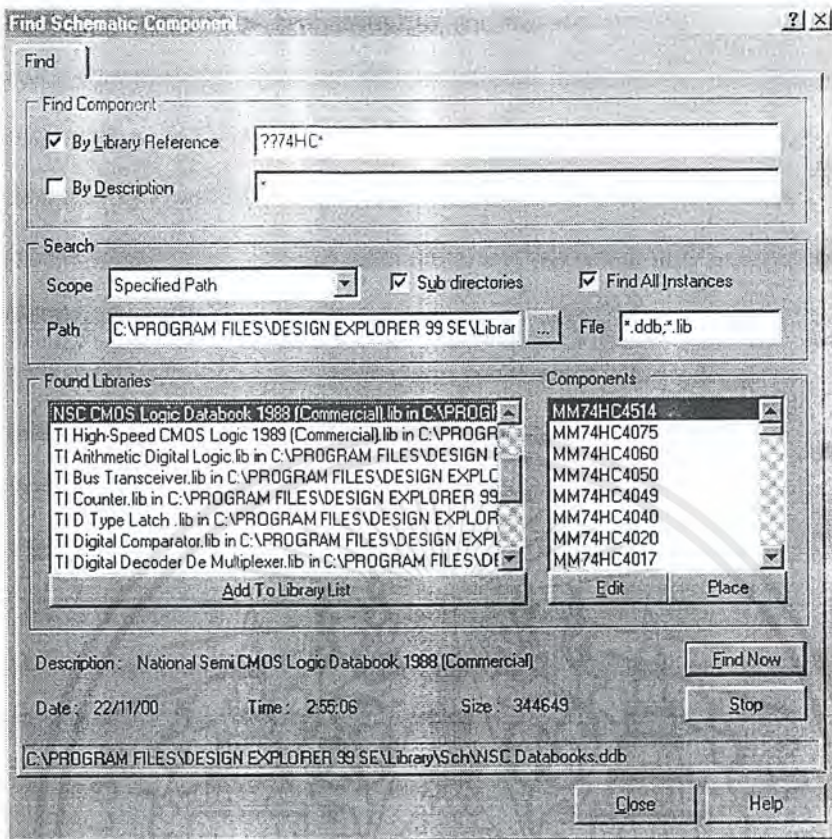 Find Schematic Component
Find
Find Component
By Library Reference
??74HC*
By Description
*
Search
Scope
Specified Path
Sub directories
Find All Instances
Path
C:\PROGRAM FILES\DESIGN EXPLORER 99 SE\Librar
...
File
*.ddb;*.lib
Found Libraries
NSC CMOS Logic Databook 1988 (Commercial).lib in C:\PROGF
TI High-Speed CMOS Logic 1989 (Commercial).lib in C:\PROGR
TI Arithmetic Digital Logic.lib in C:\PROGRAM FILES\DESIGN E
TI Bus Transceiver.lib in C:\PROGRAM FILES\DESIGN EXPLC
TI Counter.lib in C:\PROGRAM FILES\DESIGN EXPLORER 99
TI D Type Latch .lib in C:\PROGRAM FILES\DESIGN EXPLOR
TI Digital Comparator.lib in C:\PROGRAM FILES\DESIGN EXPL
TI Digital Decoder De Multiplexer.lib in C:\PROGRAM FILES\DE
Add To Library List
Components
MM74HC4514
MM74HC4075
MM74HC4060
MM74HC4050
MM74HC4049
MM74HC4040
MM74HC4020
MM74HC4017
Edit
Place
Description : National Semi CMOS Logic Databook 1988 (Commercial)
Find Now
Date : 22/11/00
Time : 2:55:06
Size : 344649
Stop
C:\PROGRAM FILES\DESIGN EXPLORER 99 SE\Library\Sch\NSC Databooks.ddb
Close
Help